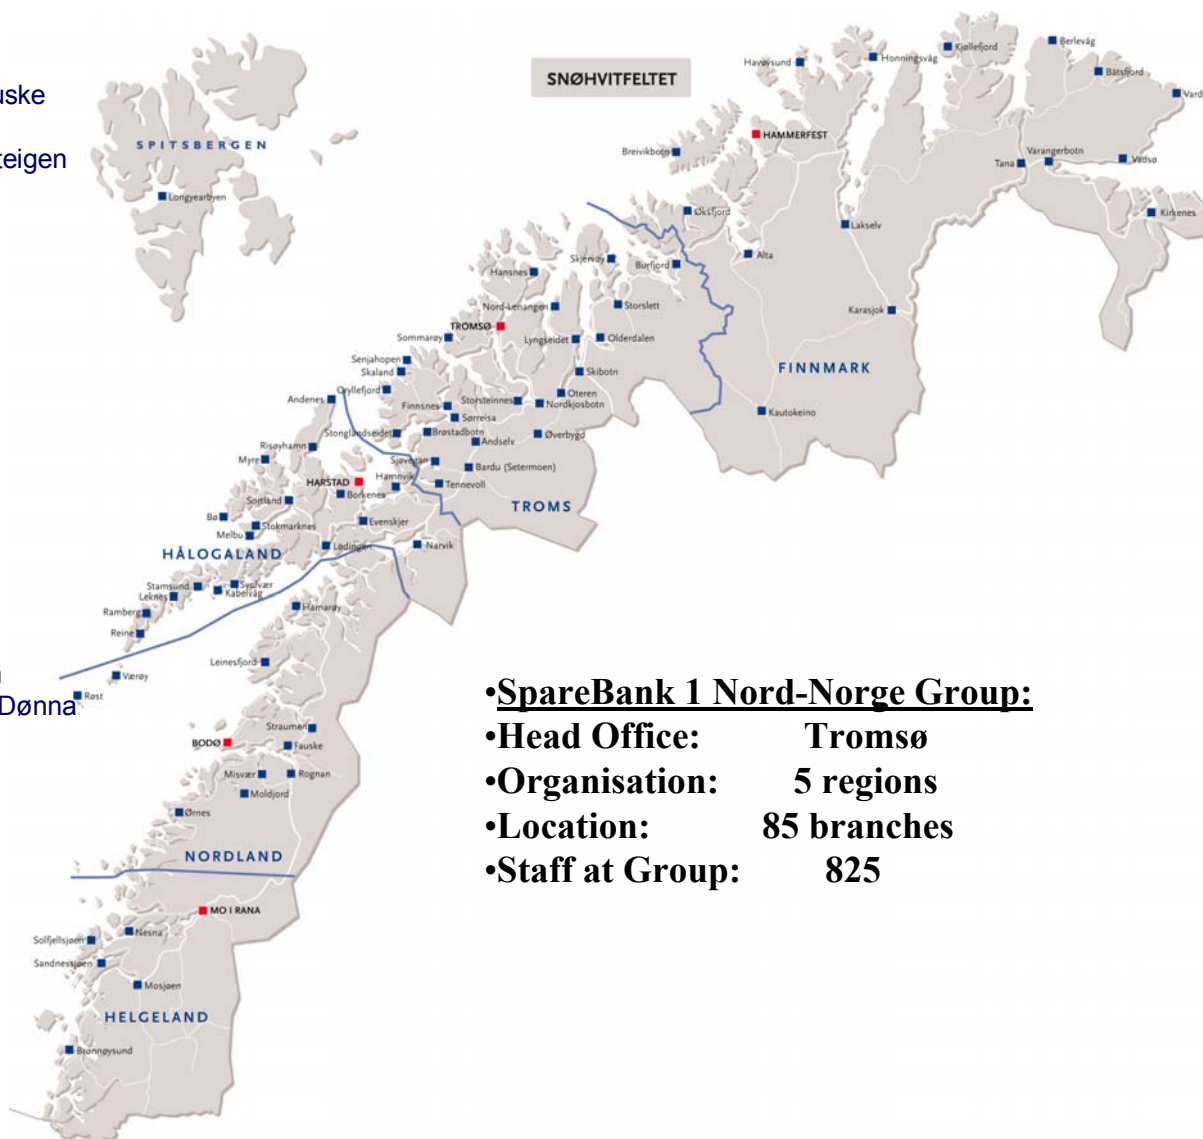 uske
teigen
n
Dønna
SNØHVITFELTET
SPITSBERGEN
Longyearbyen
Havøysund
Honningsvåg
Kjøllefjord
Berlevåg
Båtsfjord
Vard
HAMMERFEST
Breivikbotn
Tana
Varangerbotn
Vadsø
Kirkenes
Øksfjord
Lakselv
Alta
Skjervøy
Burfjord
Hansnes
Nord-Lenangen
Storslett
Karasjok
TROMSØ
Sommarøy
Lyngseidet
Olderdalen
Senjahopen
Skaland
Skibotn
FINNMARK
Gryllefjord
Andenes
Finnsnes
Storsteinnes
Oteren
Nordkjosbotn
Kautokeino
Sørreisa
Stonglandseidet
Brøstadbotn
Andselv
Øverbygd
Risøyhamn
Myre
Sjøvegan
Bardu (Setermoen)
HARSTAD
Hamnvik
Tennevoll
Sortland
Borkenes
TROMS
Bø
Stokmarknes
Evenskjer
Melbu
Lødingen
Narvik
HÅLOGALAND
Stamsund
Svolvær
Leknes
Kabelvåg
Ramberg
Hamarøy
Reine
Leinesfjord
Værøy
Røst
Straumen
BODØ
Fauske
Misvær
Rognan
Moldjord
Ørnes
NORDLAND
MO I RANA
Nesna
Solfjellsjøen
Sandnessjøen
Mosjøen
HELGELAND
Brønnøysund
•SpareBank 1 Nord-Norge Group:
•Head Office: Tromsø
•Organisation: 5 regions
•Location: 85 branches
•Staff at Group: 825